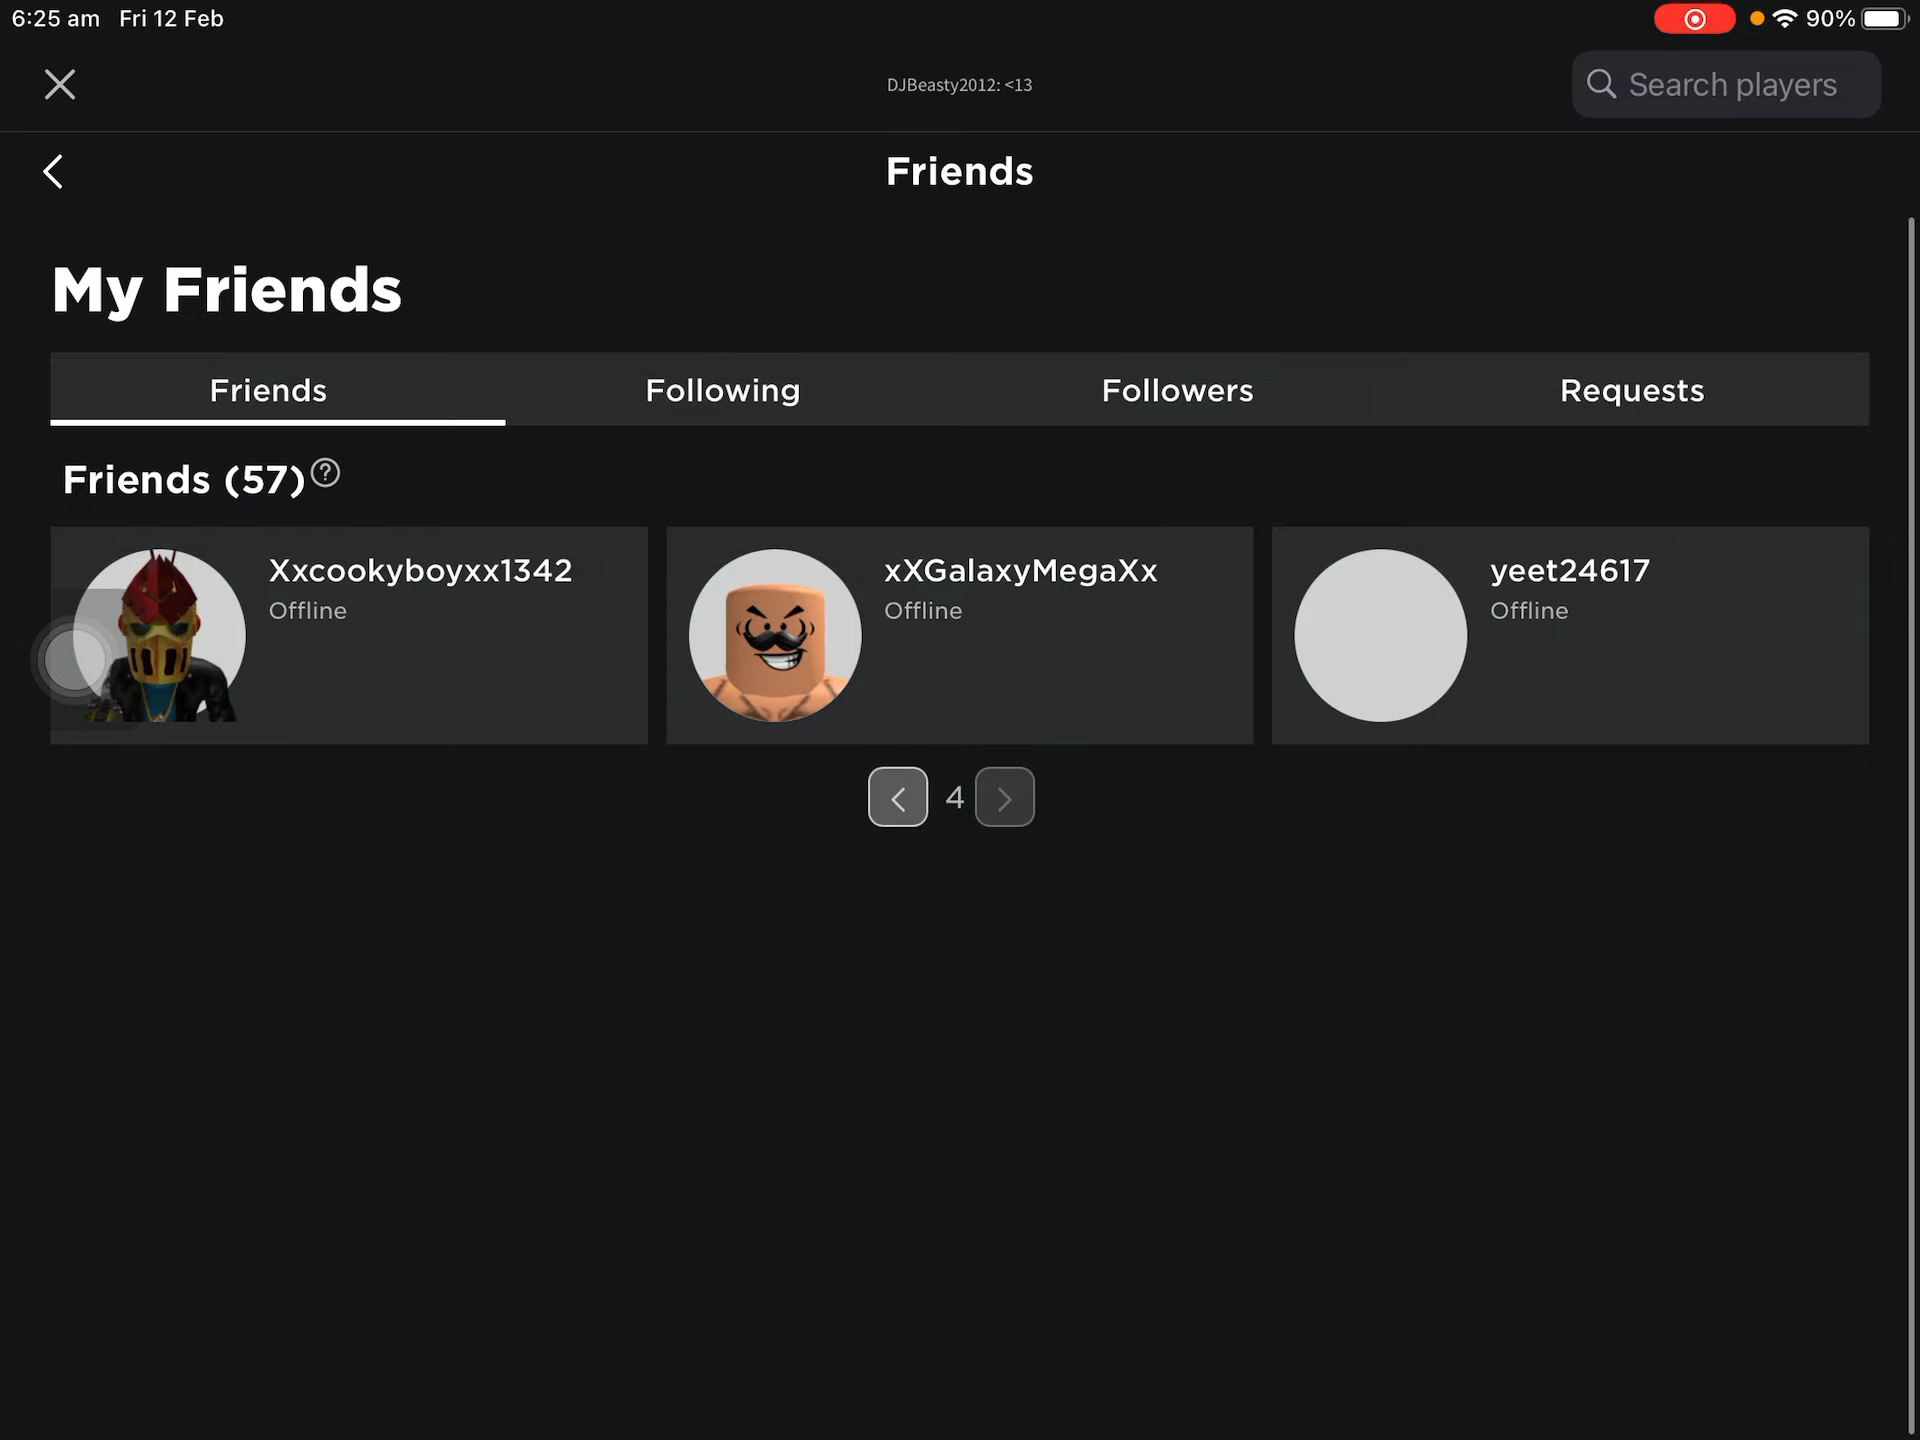 6:25 am Fri 12 Feb
90%
DJBeasty2012: <13
Search players
Friends
My Friends
Friends Following Followers Requests
Friends (57)
Xxcookyboyxx1342 xXGalaxyMegaXx yeet24617
Offline Offline Offline
4